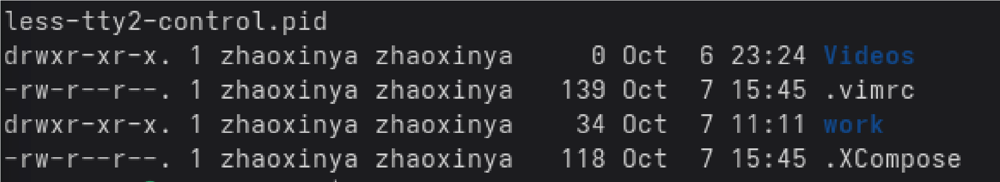 less-tty2-control.pid
drwxr-xr-x. 1 zhaoxinya zhaoxinya     0 Oct  6 23:24 Videos
-rw-r--r--. 1 zhaoxinya zhaoxinya   139 Oct  7 15:45 .vimrc
drwxr-xr-x. 1 zhaoxinya zhaoxinya    34 Oct  7 11:11 work
-rw-r--r--. 1 zhaoxinya zhaoxinya   118 Oct  7 15:45 .XCompose